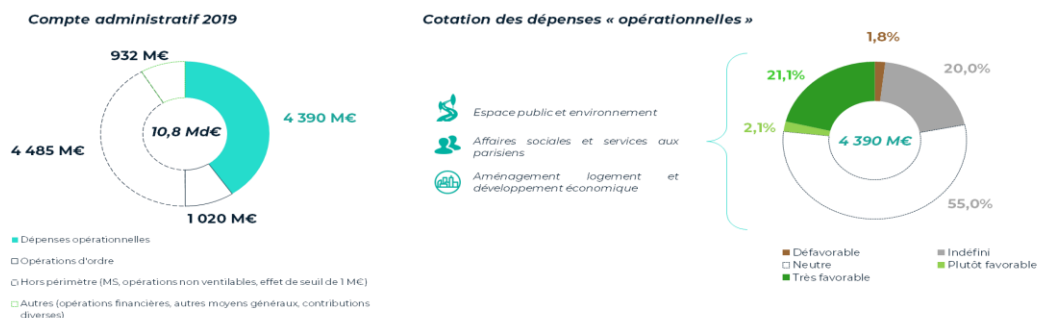 Compte administratif 2019
932 M€
4 390 M€
10,8 Md€
4 485 M€
1 020 M€
Dépenses opérationnelles
Opérations d'ordre
Hors périmètre (MS, opérations non ventilables, effet de seuil de 1 M€)
Autres (opérations financières, autres moyens généraux, contributions
diverses)
Cotation des dépenses « opérationnelles »
Espace public et environnement
Affaires sociales et services aux
parisiens
Aménagement logement et
développement économique
1,8%
21,1%
20,0%
2,1%
4 390 M€
55,0%
Défavorable
Indéfini
Neutre
Plutôt favorable
Très favorable